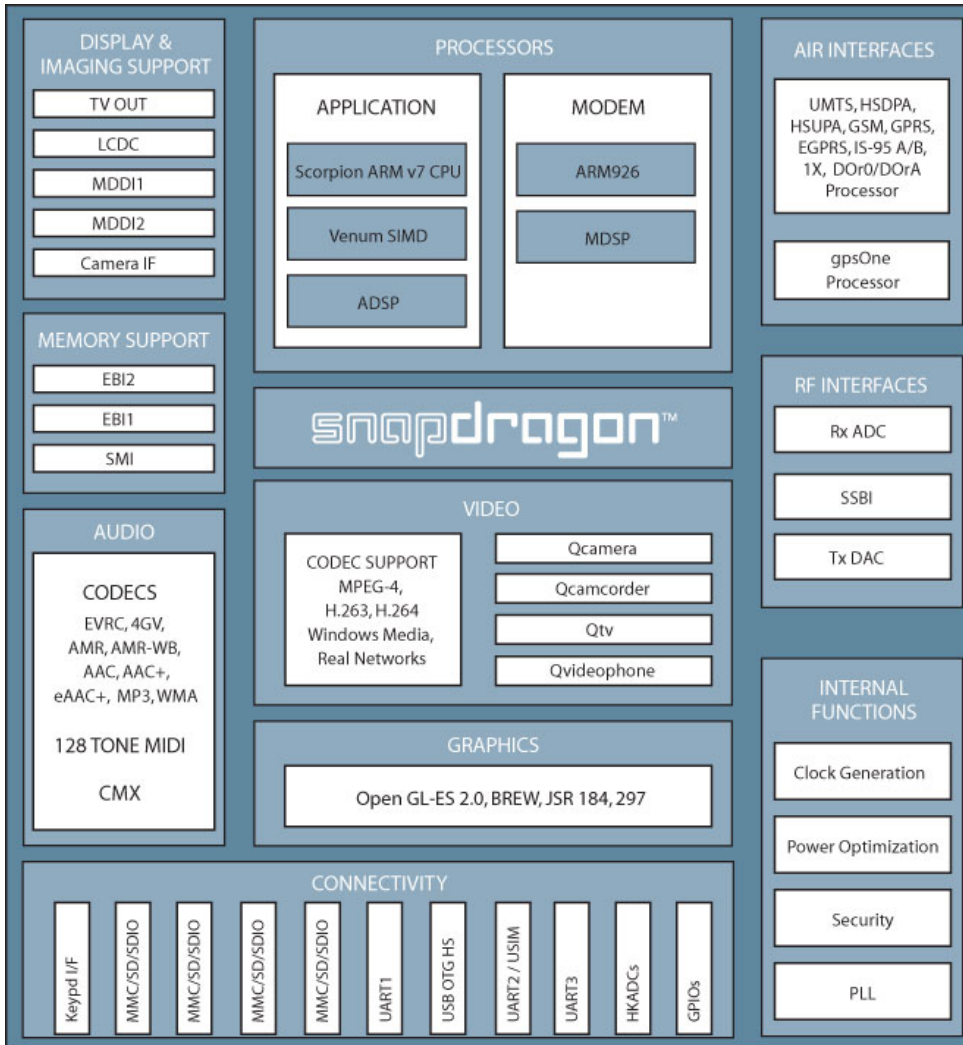 DISPLAY &
IMAGING SUPPORT
TV OUT
LCDC
MDDI1
MDDI2
Camera IF
MEMORY SUPPORT
EBI2
EBI1
SMI
AUDIO
CODECS
EVRC, 4GV,
AMR, AMR-WB,
AAC, AAC+,
eAAC+, MP3, WMA
128 TONE MIDI
CMX
PROCESSORS
APPLICATION
Scorpion ARM v7 CPU
Venum SIMD
ADSP
MODEM
ARM926
MDSP
snapdragon™
VIDEO
CODEC SUPPORT
MPEG-4,
H.263, H.264
Windows Media,
Real Networks
Qcamera
Qcamcorder
Qtv
Qvideophone
GRAPHICS
Open GL-ES 2.0, BREW, JSR 184, 297
AIR INTERFACES
UMTS, HSDPA,
HSUPA, GSM, GPRS,
EGPRS, IS-95 A/B,
1X, DOr0/DOrA
Processor
gpsOne
Processor
RF INTERFACES
Rx ADC
SSBI
Tx DAC
INTERNAL
FUNCTIONS
Clock Generation
Power Optimization
Security
PLL
CONNECTIVITY
Keypd I/F
MMC/SD/SDIO
MMC/SD/SDIO
MMC/SD/SDIO
MMC/SD/SDIO
UART1
USB OTG HS
UART2 / USIM
UART3
HKADCs
GPIOs